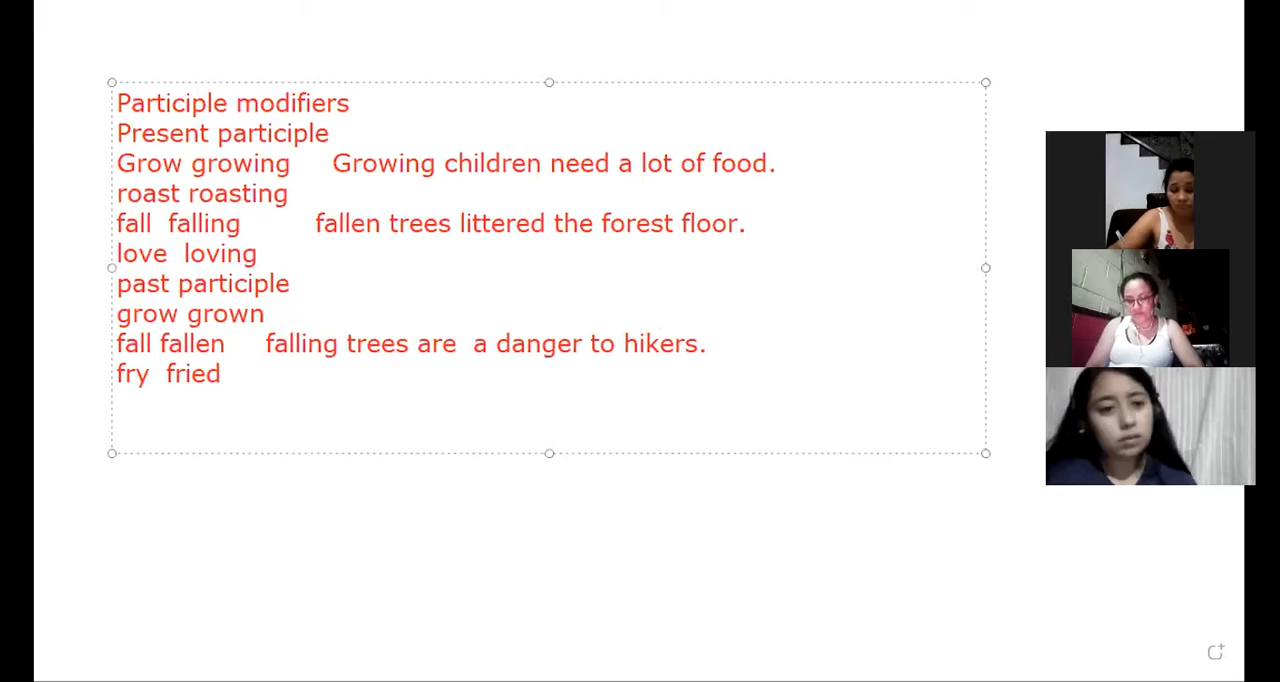 Participle modifiers
Present participle
Grow growing Growing children need a lot of food.
roast roasting
fall falling fallen trees littered the forest floor.
love loving
past participle
grow grown
fall fallen falling trees are a danger to hikers.
fry fried